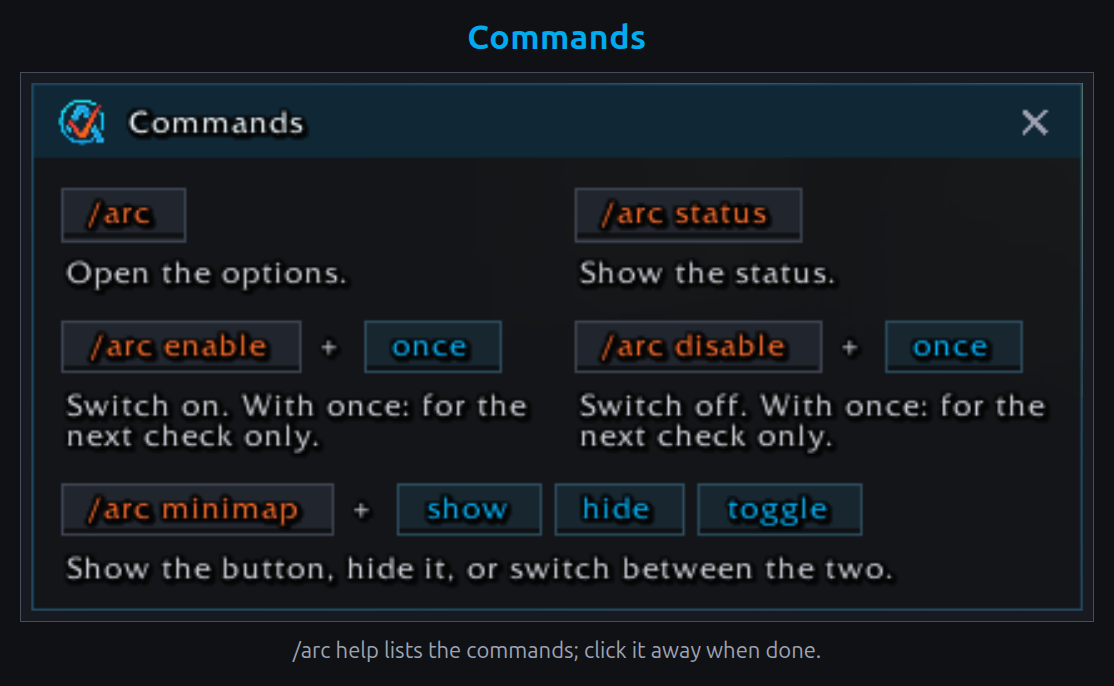 Commands
Commands
/arc
/arc status
Open the options.
Show the status.
/arc enable + once
/arc disable + once
Switch on. With once: for the
next check only.
Switch off. With once: for the
next check only.
/arc minimap + show hide toggle
Show the button, hide it, or switch between the two.
/arc help lists the commands; click it away when done.